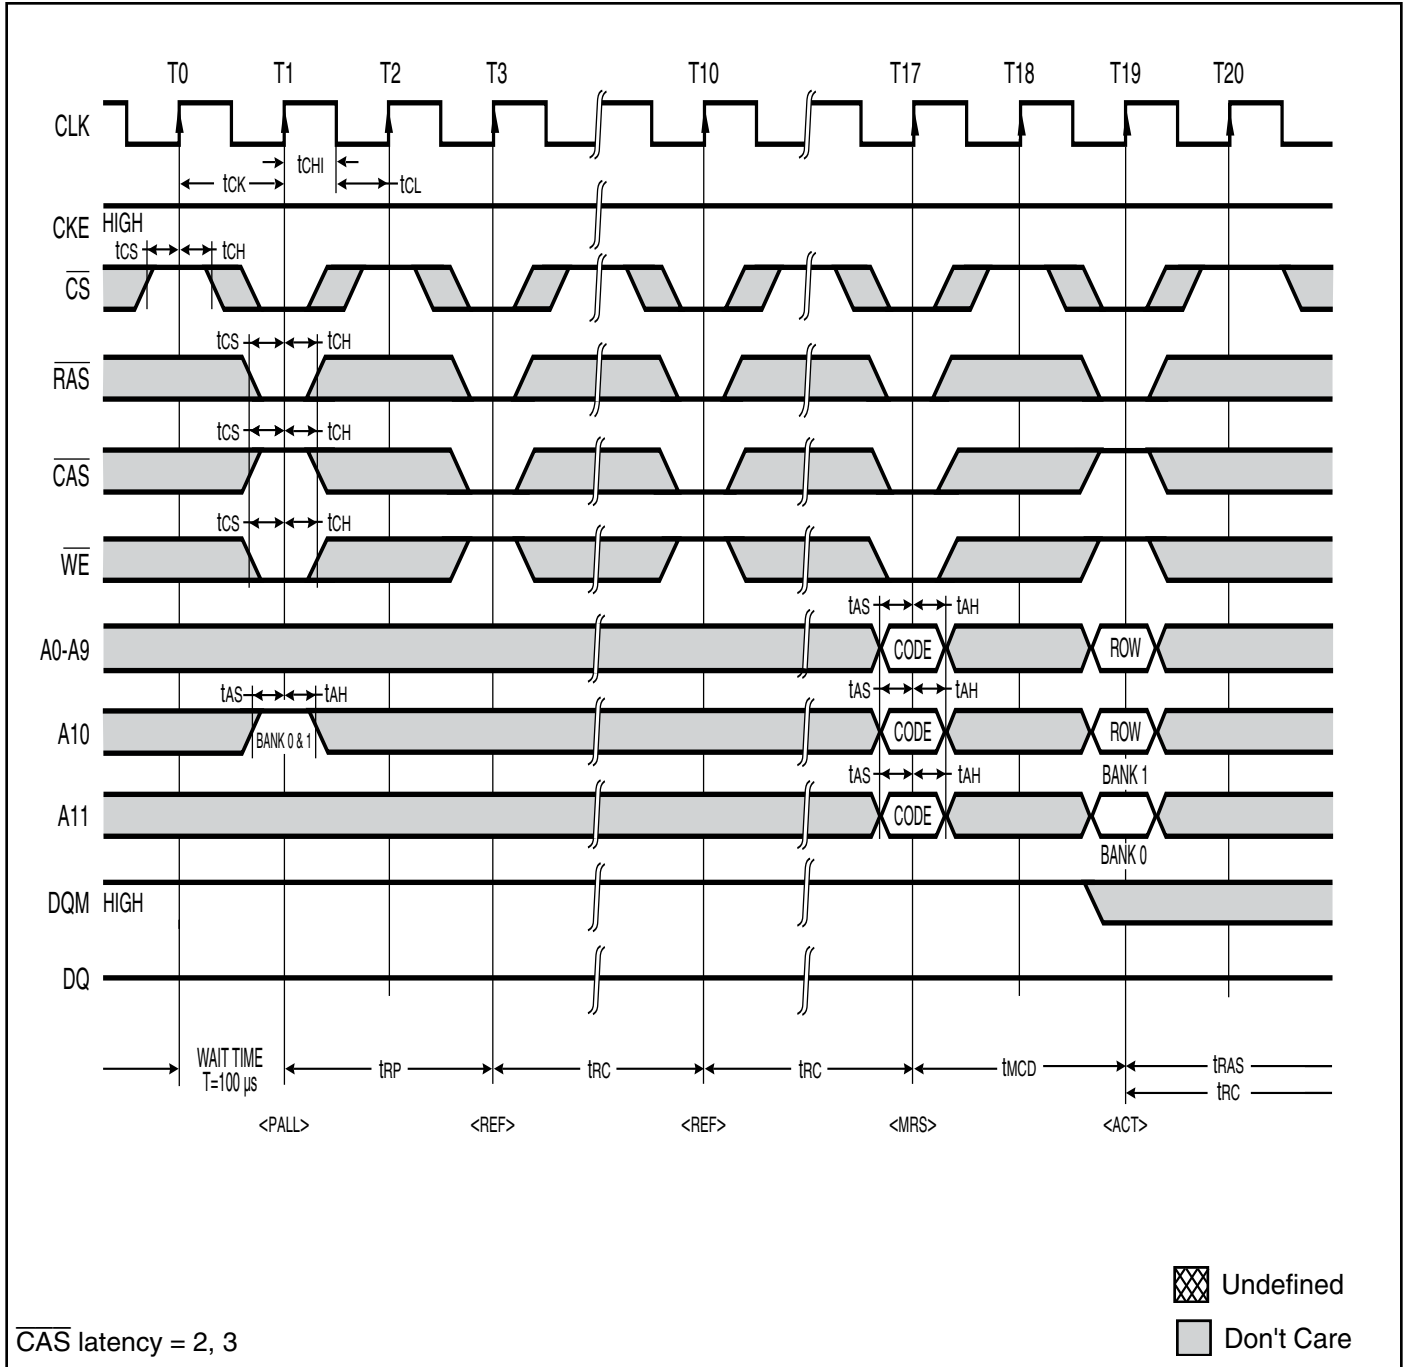 T0 T1 T2 T3 T10 T17 T18 T19 T20
CLK
tCHI
tCK tCL
CKE HIGH
tCS tCH
CS
tCS tCH
RAS
tCS tCH
CAS
tCS tCH
WE
tAS tAH
A0-A9 CODE ROW
tAS tAH tAS tAH
A10 BANK 0 & 1 CODE ROW
tAS tAH BANK 1
A11 CODE
BANK 0
DQM HIGH
DQ
WAIT TIME
T=100 µs
tRP tRC tRC tMCD tRAS
tRC
<PALL> <REF> <REF> <MRS> <ACT>
Undefined
Don't Care
CAS latency = 2, 3